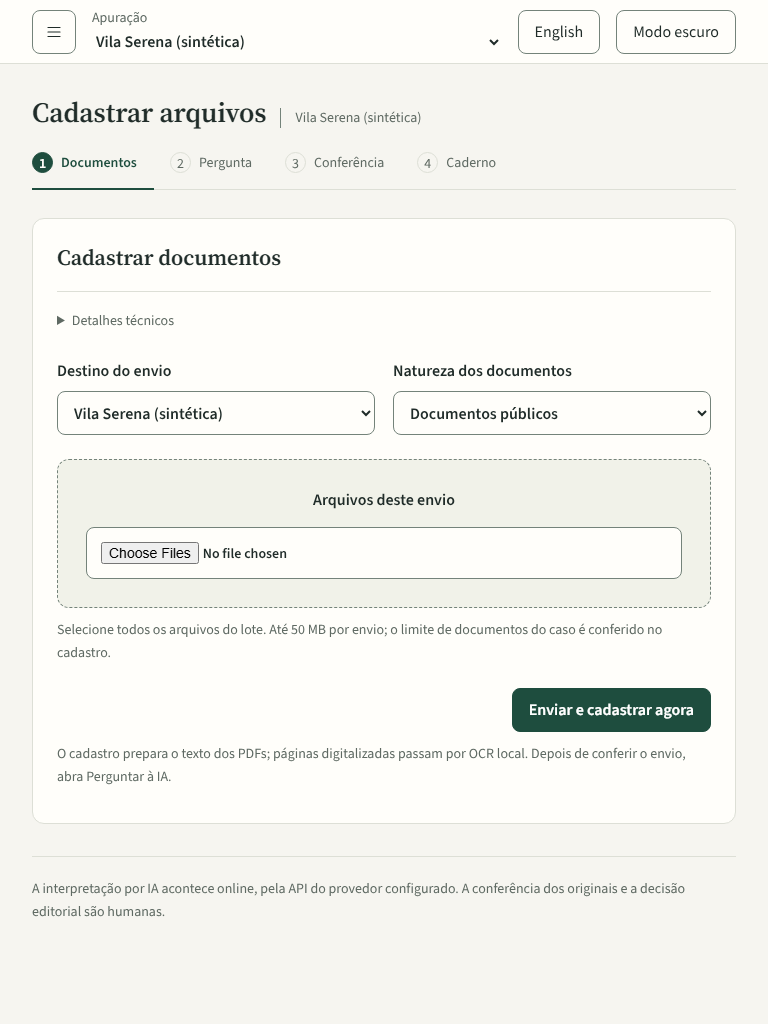 Apuração
Vila Serena (sintética)
English
Modo escuro
Cadastrar arquivos
Vila Serena (sintética)
1 Documentos
2 Pergunta
3 Conferência
4 Caderno
Cadastrar documentos
Detalhes técnicos
Destino do envio
Natureza dos documentos
Vila Serena (sintética)
Documentos públicos
Arquivos deste envio
Choose Files No file chosen
Selecione todos os arquivos do lote. Até 50 MB por envio; o limite de documentos do caso é conferido no
cadastro.
Enviar e cadastrar agora
O cadastro prepara o texto dos PDFs; páginas digitalizadas passam por OCR local. Depois de conferir o envio,
abra Perguntar à IA.
A interpretação por IA acontece online, pela API do provedor configurado. A conferência dos originais e a decisão
editorial são humanas.